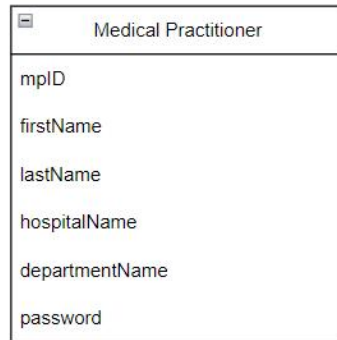 Medical Practitioner
mpID
firstName
lastName
hospitalName
departmentName
password